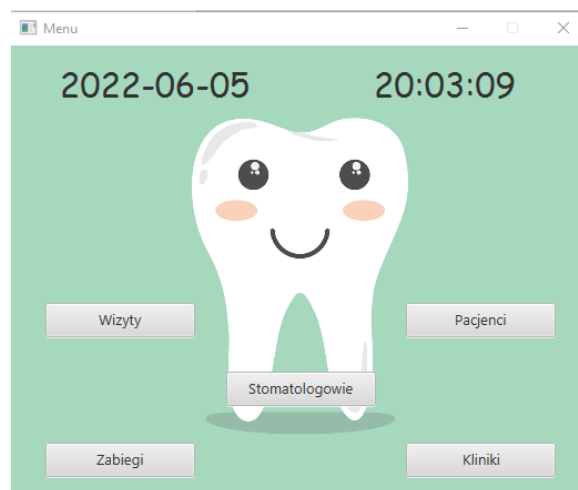 Menu
2022-06-05 20:03:09
Wizyty Pacjenci
Stomatologowie
Zabiegi Kliniki